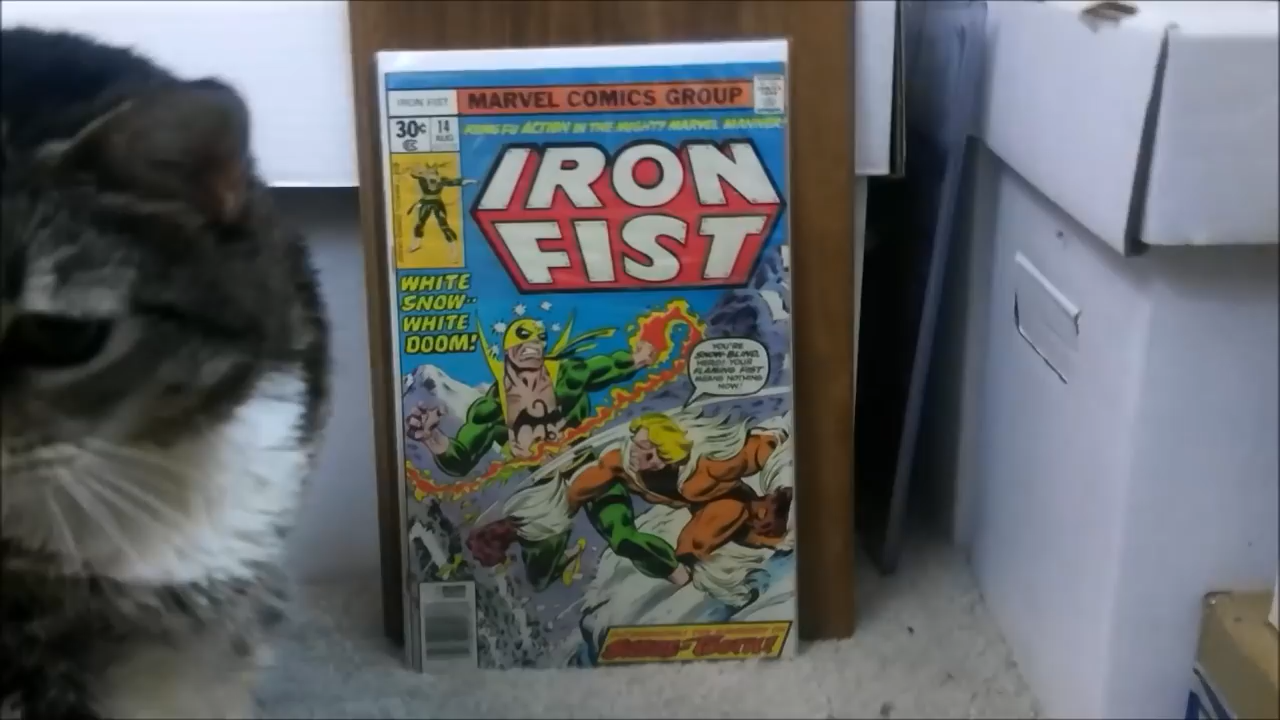 IRON FIST
MARVEL COMICS GROUP
30¢
14
AUG
KUNG FU ACTION IN THE MIGHTY MARVEL MANNER!
IRON
FIST
WHITE
SNOW--
WHITE
DOOM!
YOU'RE
SNOW-BLIND,
HERO! YOUR
FLAMING FIST
MEANS NOTHING
NOW!